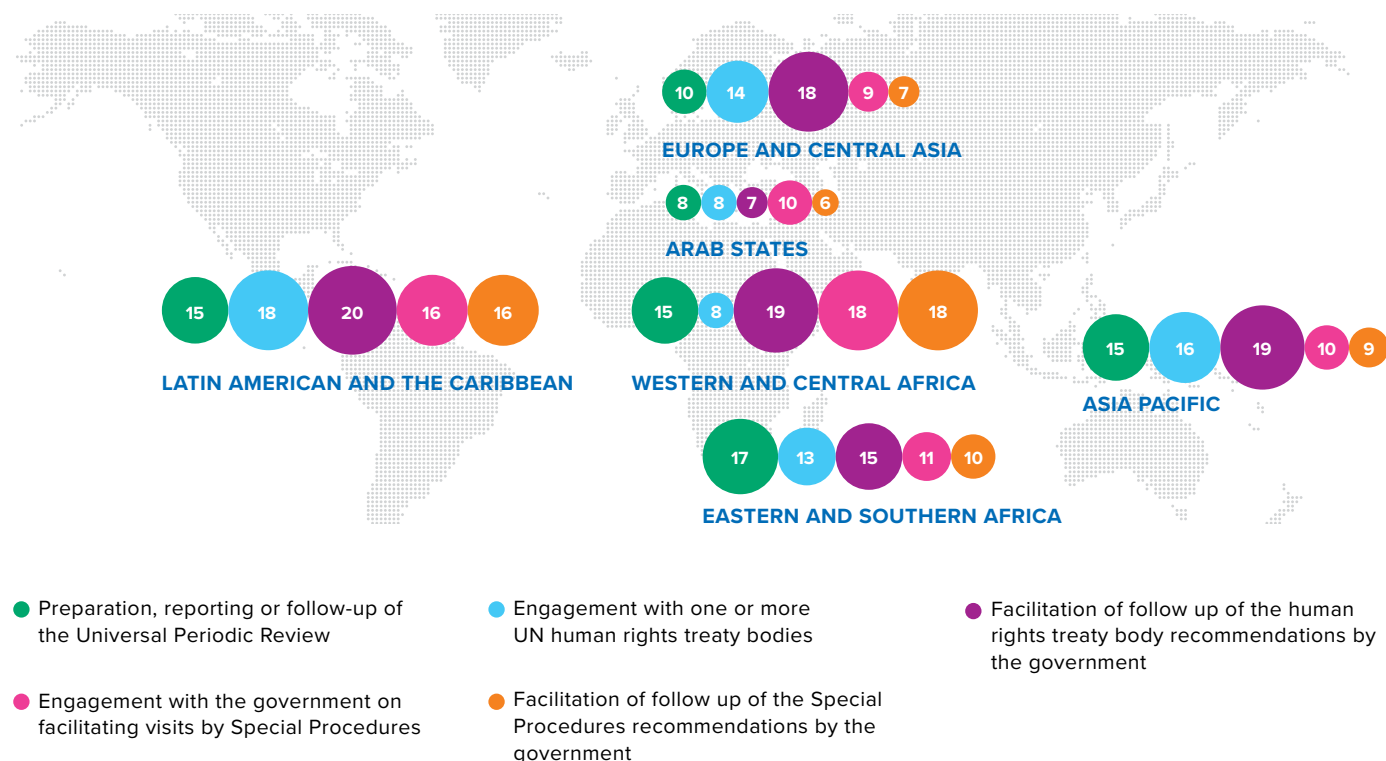 10 14 18 9 7
EUROPE AND CENTRAL ASIA
8 8 7 10 6
ARAB STATES
15 18 20 16 16
LATIN AMERICAN AND THE CARIBBEAN
15 8 19 18 18
WESTERN AND CENTRAL AFRICA
15 16 19 10 9
ASIA PACIFIC
17 13 15 11 10
EASTERN AND SOUTHERN AFRICA
Preparation, reporting or follow-up of
the Universal Periodic Review
Engagement with one or more
UN human rights treaty bodies
Facilitation of follow up of the human
rights treaty body recommendations by
the government
Engagement with the government on
facilitating visits by Special Procedures
Facilitation of follow up of the Special
Procedures recommendations by the
government